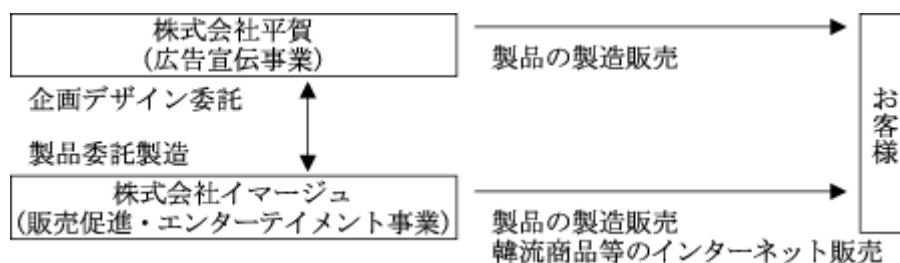 株式会社平賀
(広告宣伝事業)
製品の製造販売
企画デザイン委託
製品委託製造
株式会社イマージュ
(販売促進・エンターテイメント事業)
製品の製造販売
韓流商品等のインターネット販売
お客様